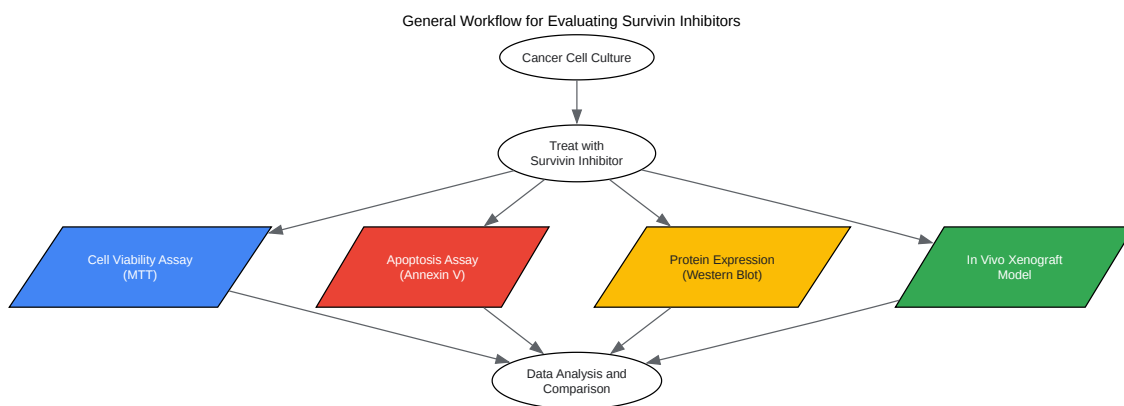 General Workflow for Evaluating Survivin Inhibitors
Cancer Cell Culture
Treat with
Survivin Inhibitor
Cell Viability Assay
(MTT)
Apoptosis Assay
(Annexin V)
Protein Expression
(Western Blot)
In Vivo Xenograft
Model
Data Analysis and
Comparison